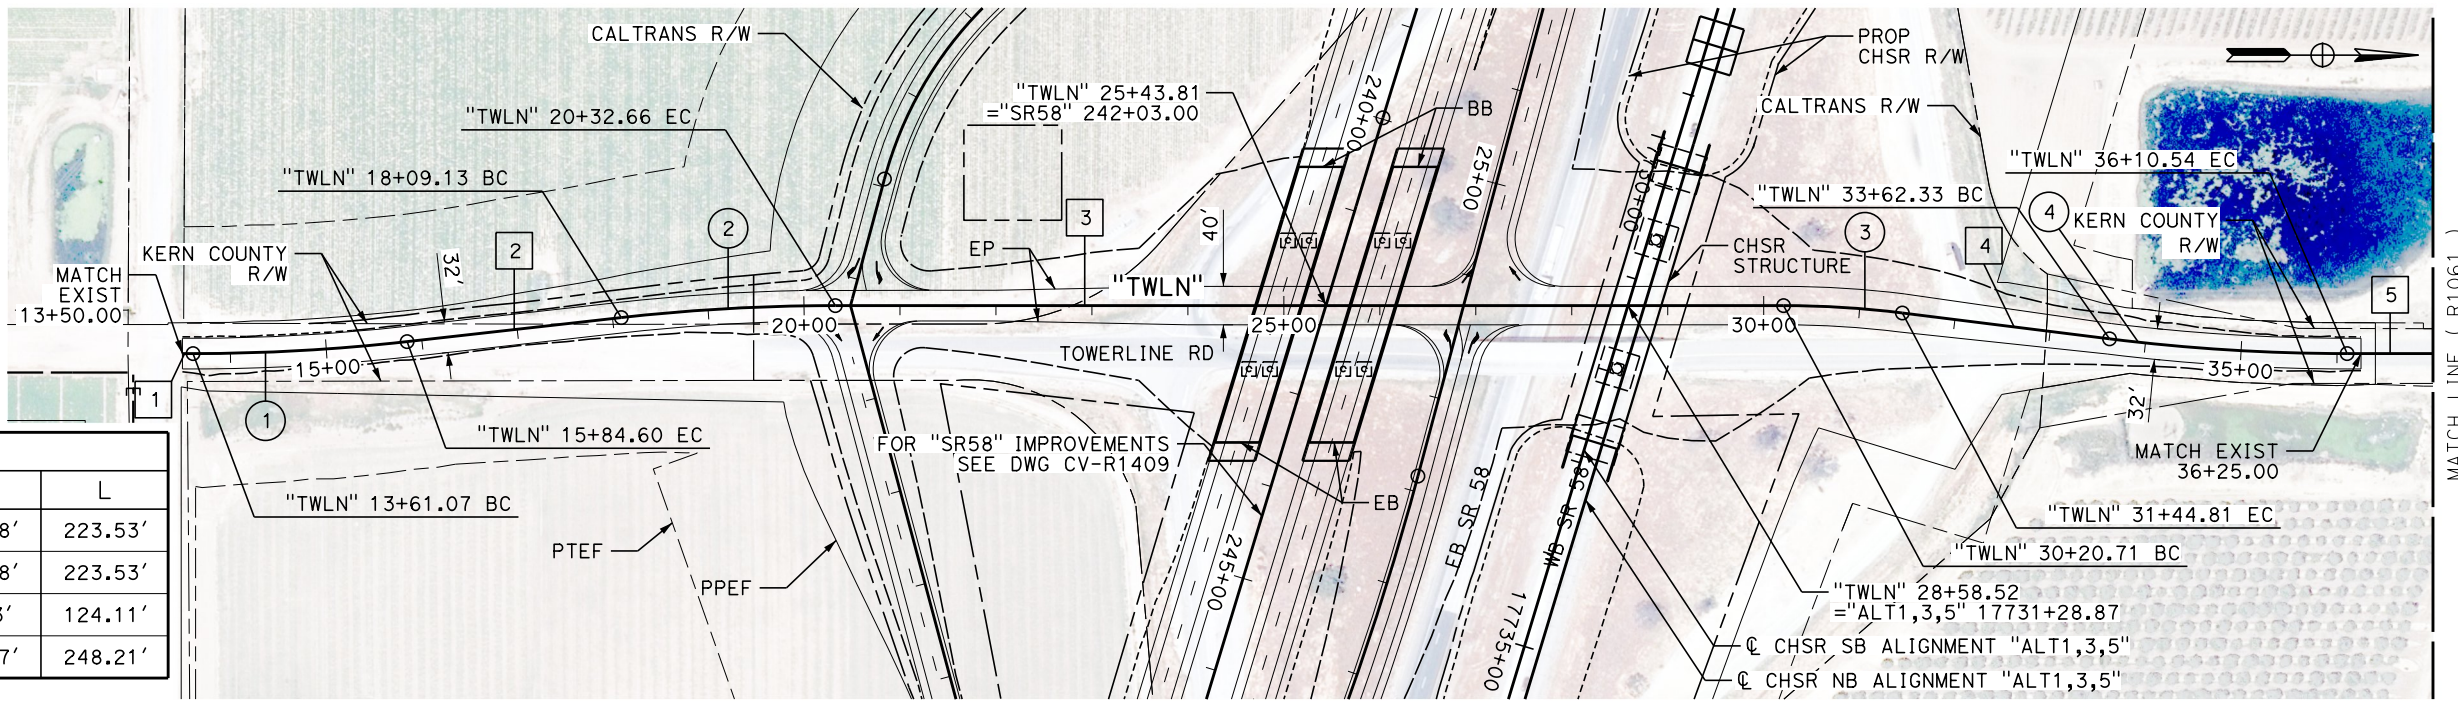 CALTRANS R/W
"TWLN" 20+32.66 EC
"TWLN" 18+09.13 BC
KERN COUNTY
R/W
MATCH
EXIST
13+50.00
32'
2
2
1
1
15+00
"TWLN" 15+84.60 EC
"TWLN" 13+61.07 BC
L
8' 223.53'
8' 223.53'
3' 124.11'
7' 248.21'
PTEF
PPEF
20+00
"TWLN" 25+43.81
="SR58" 242+03.00
EP
3
40'
"TWLN"
25+00
TOWERLINE RD
FOR "SR58" IMPROVEMENTS
SEE DWG CV-R1409
240+00
BB
25+00
EB
245+00
EB SR 58
WB SR 58
17735+00
PROP
CHSR R/W
CALTRANS R/W
CHSR
STRUCTURE
30+00
"TWLN" 33+62.33 BC
3
4
4
"TWLN" 36+10.54 EC
KERN COUNTY
R/W
5
35+00
32'
MATCH EXIST
36+25.00
"TWLN" 31+44.81 EC
"TWLN" 30+20.71 BC
"TWLN" 28+58.52
="ALT1,3,5" 17731+28.87
℄ CHSR SB ALIGNMENT "ALT1,3,5"
℄ CHSR NB ALIGNMENT "ALT1,3,5"
MATCH LINE ( R1061 )